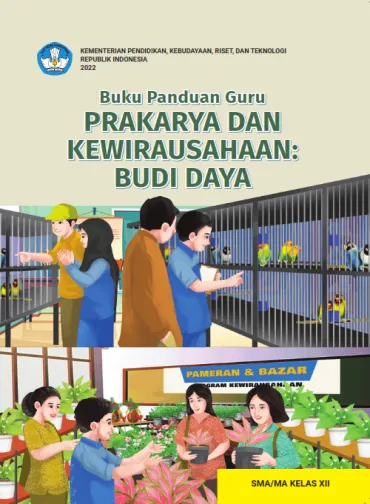 KEMENTERIAN PENDIDIKAN, KEBUDAYAAN, RISET, DAN TEKNOLOGI
REPUBLIK INDONESIA
2022
Buku Panduan Guru
PRAKARYA DAN
KEWIRAUSAHAAN:
BUDI DAYA
PAMERAN & BAZAR
OGRAM KEWIRAUSAHAAN
SMA/MA KELAS XII